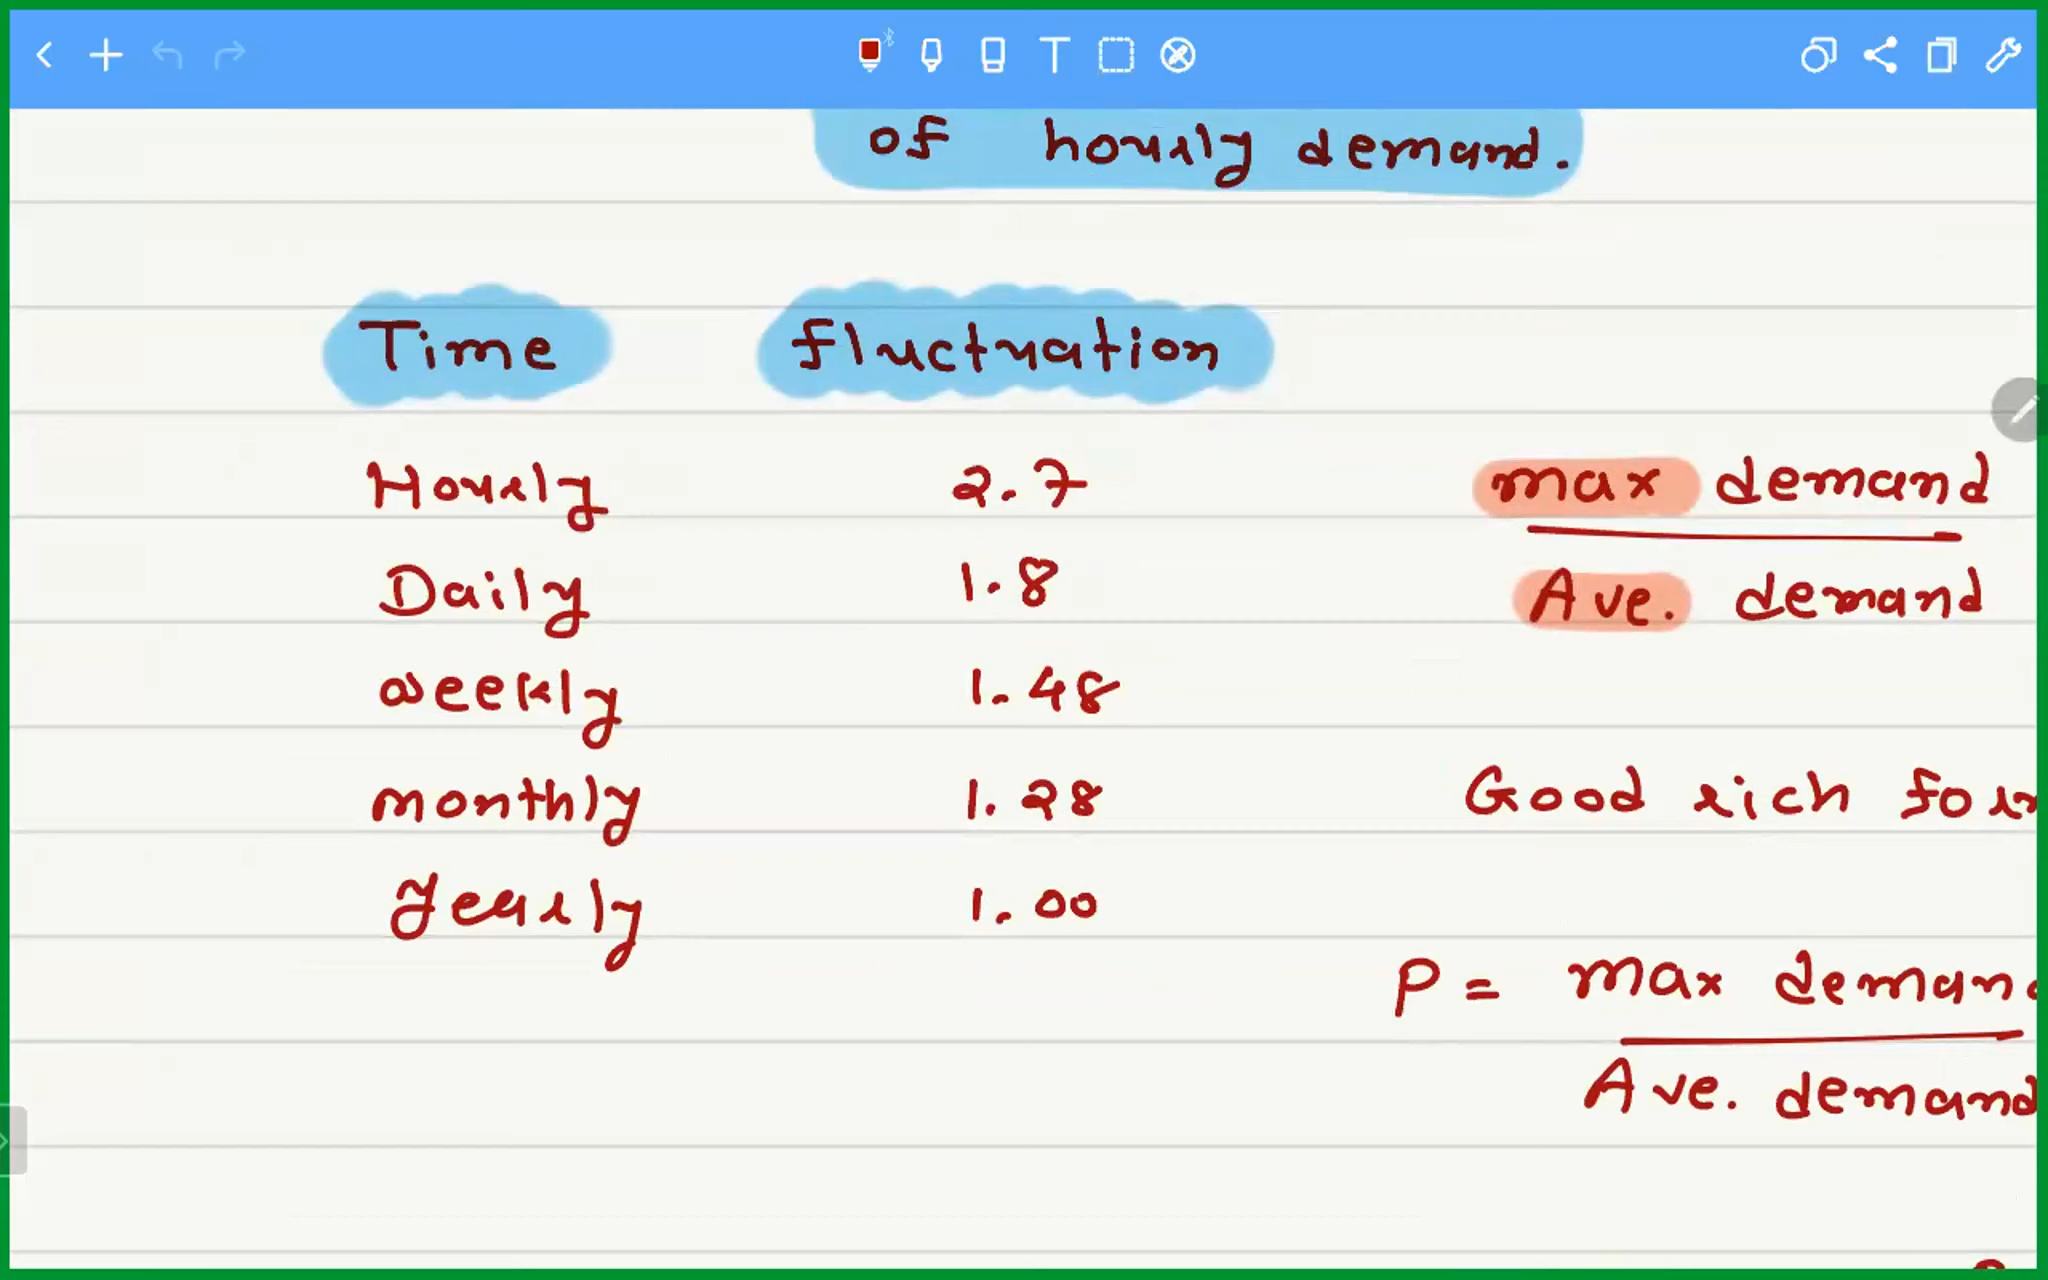 of hourly demand.
Time fluctuation
Hourly 2.7 max demand
Daily 1.8 Ave. demand
weekly 1.48
monthly 1.28 Good rich for
Yearly 1.00
P = max demand
Ave. demand